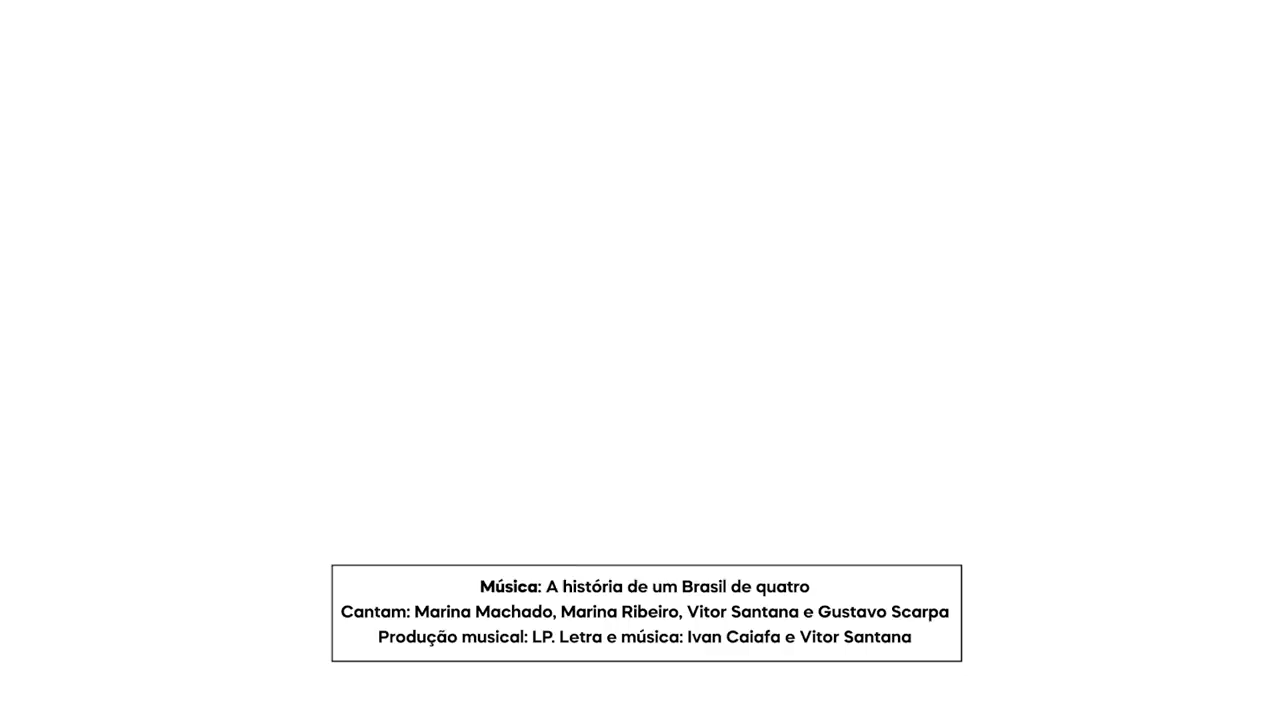 Música: A história de um Brasil de quatro
Cantam: Marina Machado, Marina Ribeiro, Vitor Santana e Gustavo Scarpa
Produção musical: LP. Letra e música: Ivan Caiafa e Vitor Santana